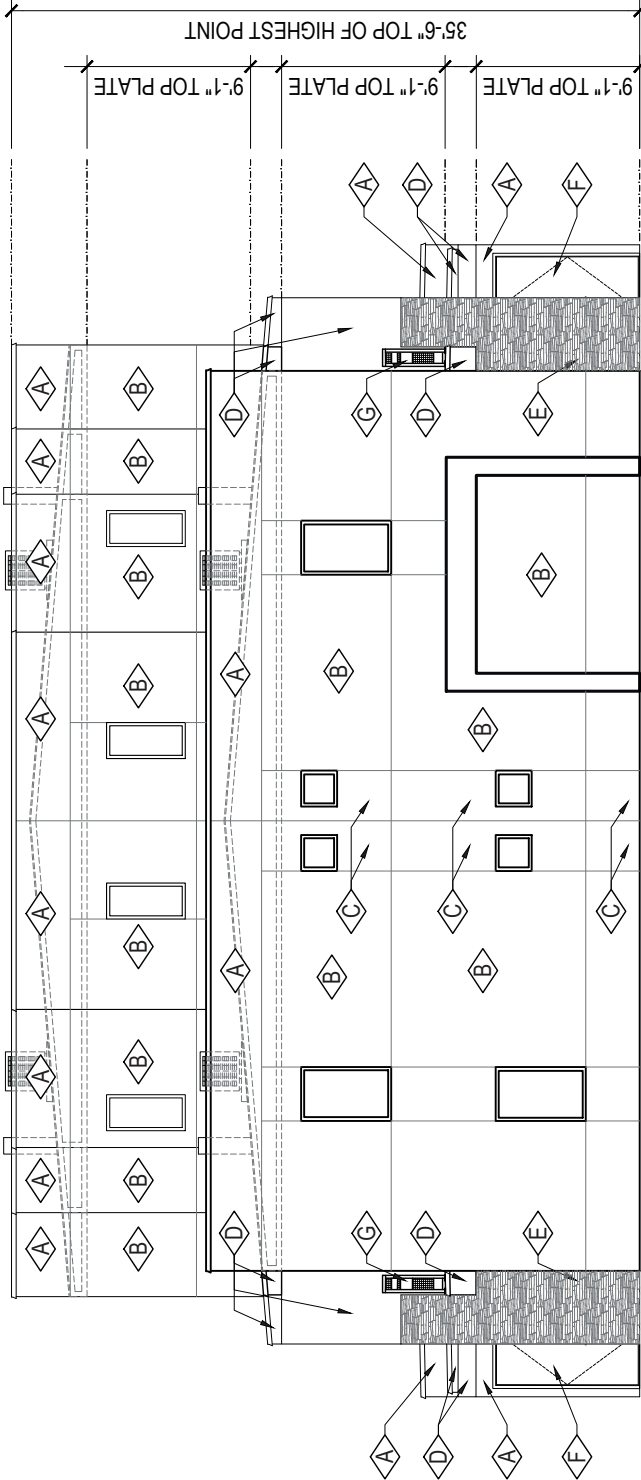 35'-6" TOP OF HIGHEST POINT
9'-1" TOP PLATE
9'-1" TOP PLATE
9'-1" TOP PLATE
A A A A A A A A
B B B B B B B B
D A A D
B B
C
G G
A A
D D D D
C
B B
A A
E B E
F F
C